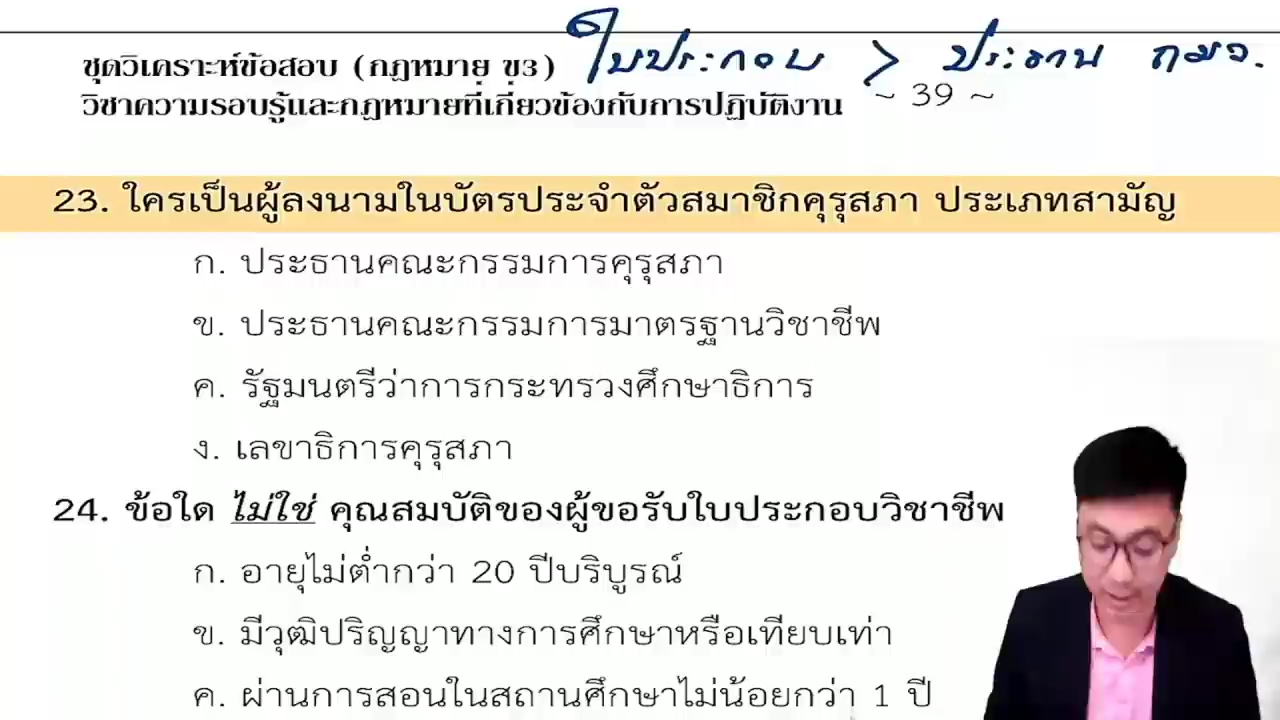 ใบประกอบ > ประธาน กมว.
ชุดวิเคราะห์ข้อสอบ (กฎหมาย ข3)
วิชาความรอบรู้และกฎหมายที่เกี่ยวข้องกับการปฏิบัติงาน ~ 39 ~
23. ใครเป็นผู้ลงนามในบัตรประจำตัวสมาชิกคุรุสภา ประเภทสามัญ
ก. ประธานคณะกรรมการคุรุสภา
ข. ประธานคณะกรรมการมาตรฐานวิชาชีพ
ค. รัฐมนตรีว่าการกระทรวงศึกษาธิการ
ง. เลขาธิการคุรุสภา
24. ข้อใด ไม่ใช่ คุณสมบัติของผู้ขอรับใบประกอบวิชาชีพ
ก. อายุไม่ต่ำกว่า 20 ปีบริบูรณ์
ข. มีวุฒิปริญญาทางการศึกษาหรือเทียบเท่า
ค. ผ่านการสอนในสถานศึกษาไม่น้อยกว่า 1 ปี